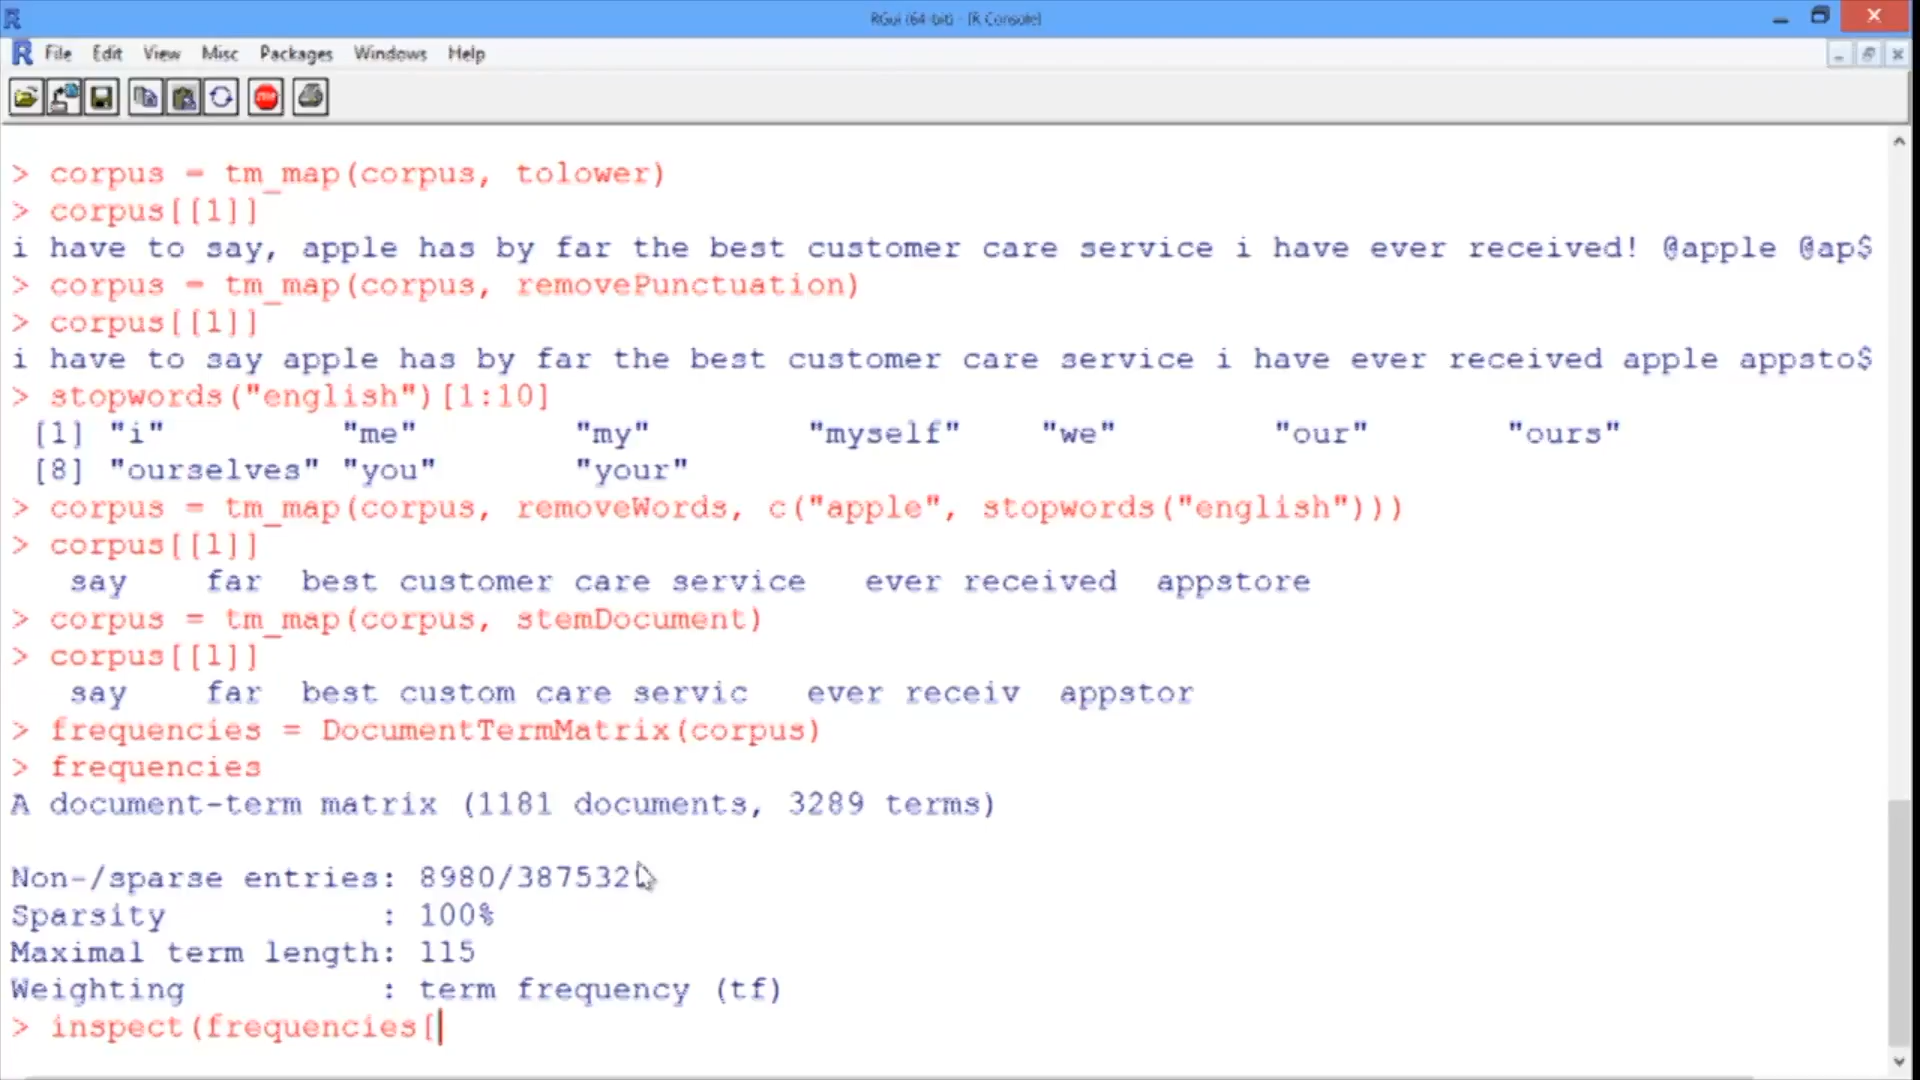 RGui (64-bit) - [R Console]
File Edit View Misc Packages Windows Help
STOP
> corpus = tm_map(corpus, tolower)
> corpus[[1]]
i have to say, apple has by far the best customer care service i have ever received! @apple @ap$
> corpus = tm_map(corpus, removePunctuation)
> corpus[[1]]
i have to say apple has by far the best customer care service i have ever received apple appsto$
> stopwords("english")[1:10]
[1] "i" "me" "my" "myself" "we" "our" "ours"
[8] "ourselves" "you" "your"
> corpus = tm_map(corpus, removeWords, c("apple", stopwords("english")))
> corpus[[1]]
say far best customer care service ever received appstore
> corpus = tm_map(corpus, stemDocument)
> corpus[[1]]
say far best custom care servic ever receiv appstor
> frequencies = DocumentTermMatrix(corpus)
> frequencies
A document-term matrix (1181 documents, 3289 terms)
Non-/sparse entries: 8980/387532
Sparsity : 100%
Maximal term length: 115
Weighting : term frequency (tf)
> inspect(frequencies[